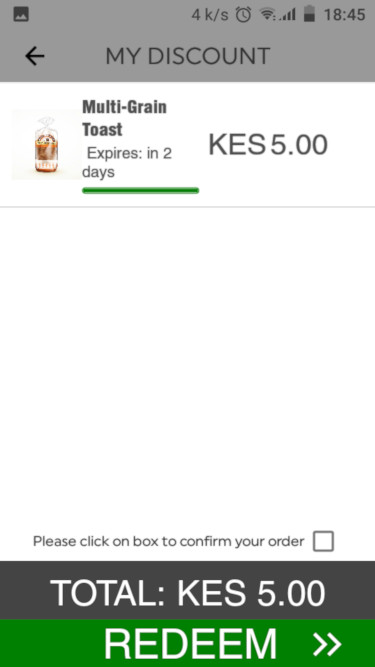 4 k/s 18:45
MY DISCOUNT
Multi-Grain
Toast
KES 5.00
Expires: in 2
days
Please click on box to confirm your order
TOTAL: KES 5.00
REDEEM >>